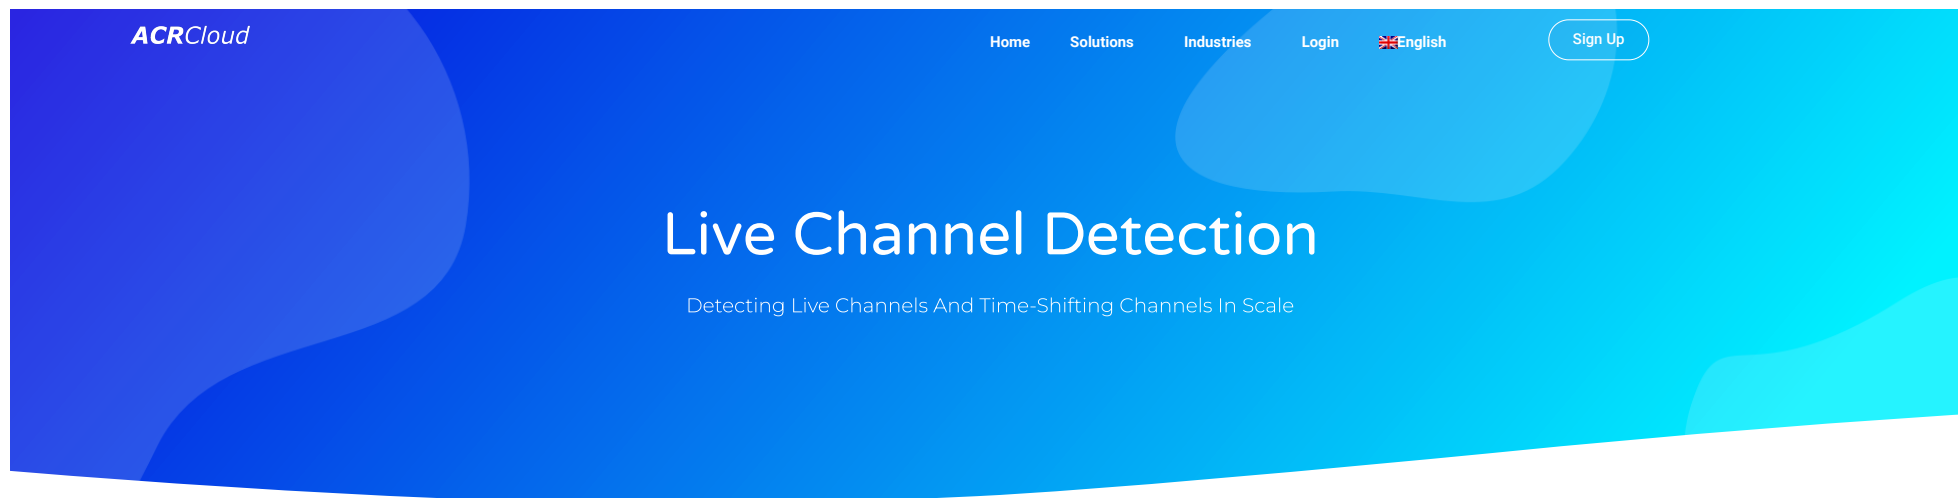 ACRCloud Home Solutions Industries Login English Sign Up
Live Channel Detection
Detecting Live Channels And Time-Shifting Channels In Scale